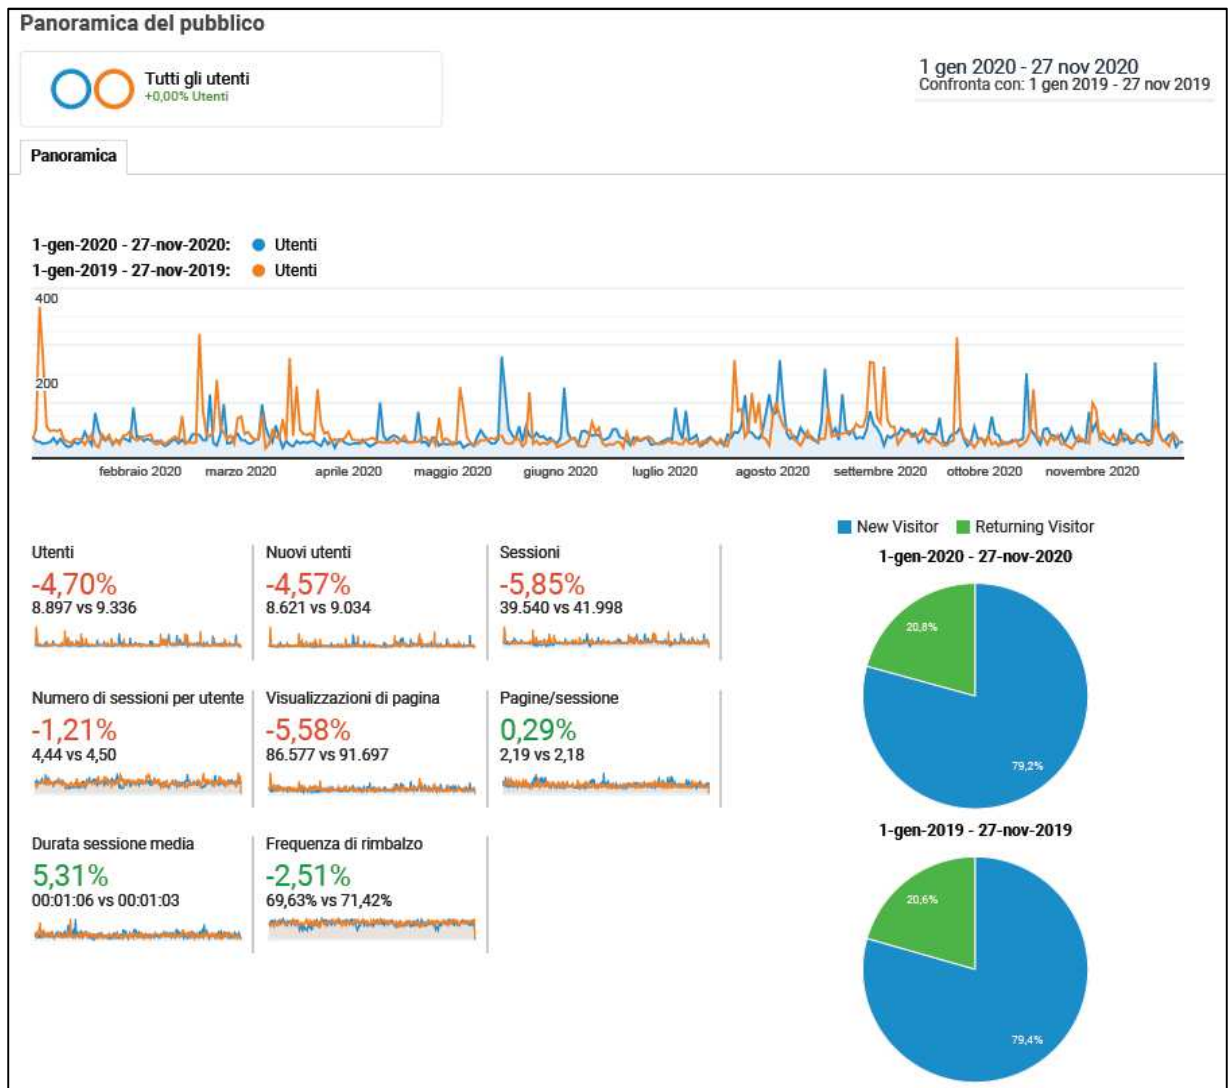 Panoramica del pubblico
Tutti gli utenti
+0,00% Utenti
1 gen 2020 - 27 nov 2020
Confronta con: 1 gen 2019 - 27 nov 2019
Panoramica
1-gen-2020 - 27-nov-2020: Utenti
1-gen-2019 - 27-nov-2019: Utenti
400
200
febbraio 2020 marzo 2020 aprile 2020 maggio 2020 giugno 2020 luglio 2020 agosto 2020 settembre 2020 ottobre 2020 novembre 2020
Utenti
-4,70%
8.897 vs 9.336
Nuovi utenti
-4,57%
8.621 vs 9.034
Sessioni
-5,85%
39.540 vs 41.998
Numero di sessioni per utente
-1,21%
4,44 vs 4,50
Visualizzazioni di pagina
-5,58%
86.577 vs 91.697
Pagine/sessione
0,29%
2,19 vs 2,18
Durata sessione media
5,31%
00:01:06 vs 00:01:03
Frequenza di rimbalzo
-2,51%
69,63% vs 71,42%
New Visitor Returning Visitor
1-gen-2020 - 27-nov-2020
20,8%
79,2%
1-gen-2019 - 27-nov-2019
20,6%
79,4%